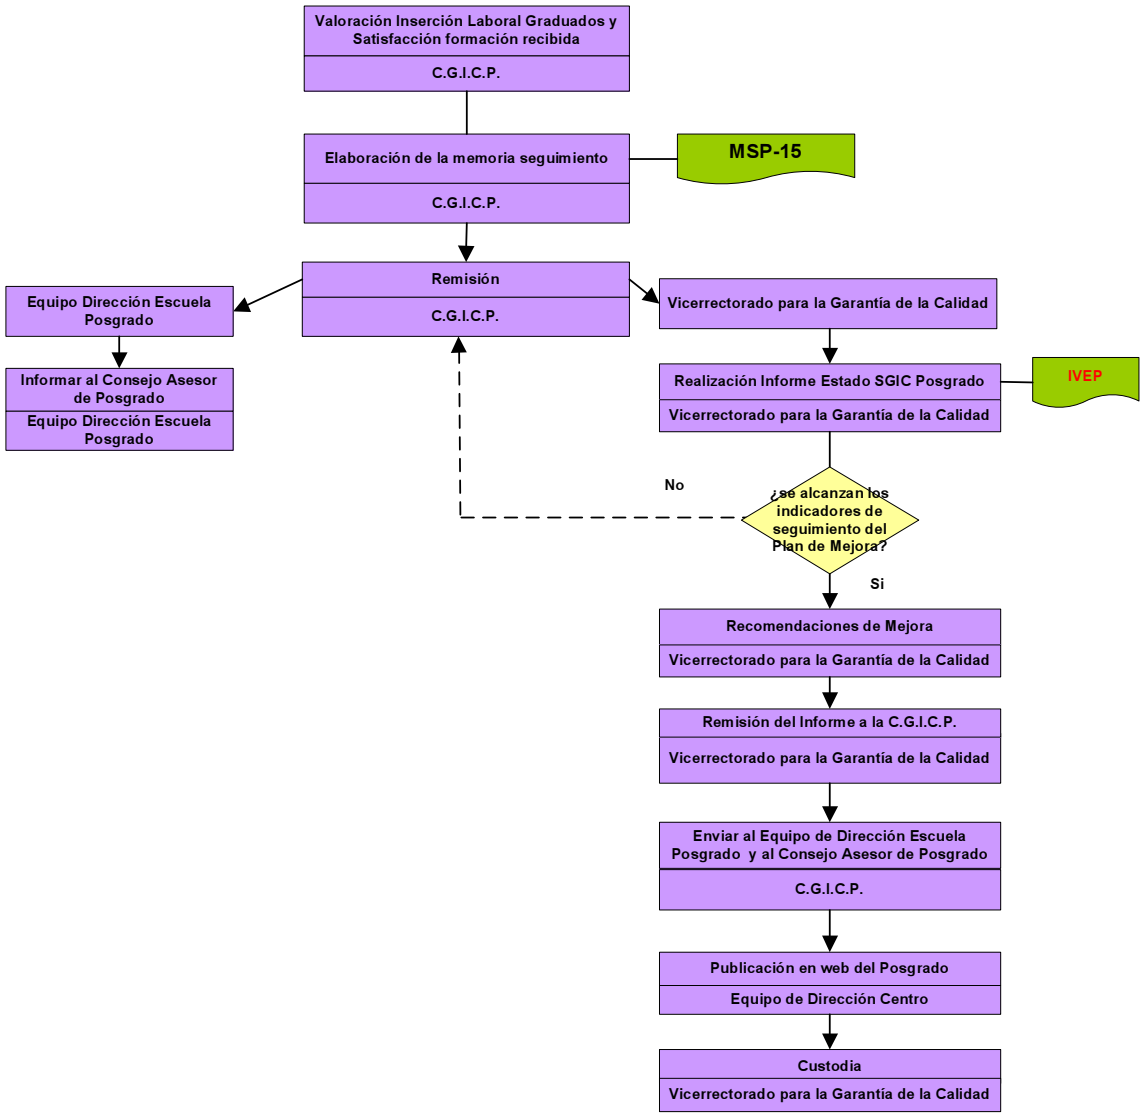 Valoración Inserción Laboral Graduados y
Satisfacción formación recibida
C.G.I.C.P.
Elaboración de la memoria seguimiento
C.G.I.C.P.
MSP-15
Remisión
C.G.I.C.P.
Equipo Dirección Escuela
Posgrado
Informar al Consejo Asesor
de Posgrado
Equipo Dirección Escuela
Posgrado
Vicerrectorado para la Garantía de la Calidad
Realización Informe Estado SGIC Posgrado
Vicerrectorado para la Garantía de la Calidad
IVEP
No
¿se alcanzan los
indicadores de
seguimiento del
Plan de Mejora?
Si
Recomendaciones de Mejora
Vicerrectorado para la Garantía de la Calidad
Remisión del Informe a la C.G.I.C.P.
Vicerrectorado para la Garantía de la Calidad
Enviar al Equipo de Dirección Escuela
Posgrado y al Consejo Asesor de Posgrado
C.G.I.C.P.
Publicación en web del Posgrado
Equipo de Dirección Centro
Custodia
Vicerrectorado para la Garantía de la Calidad